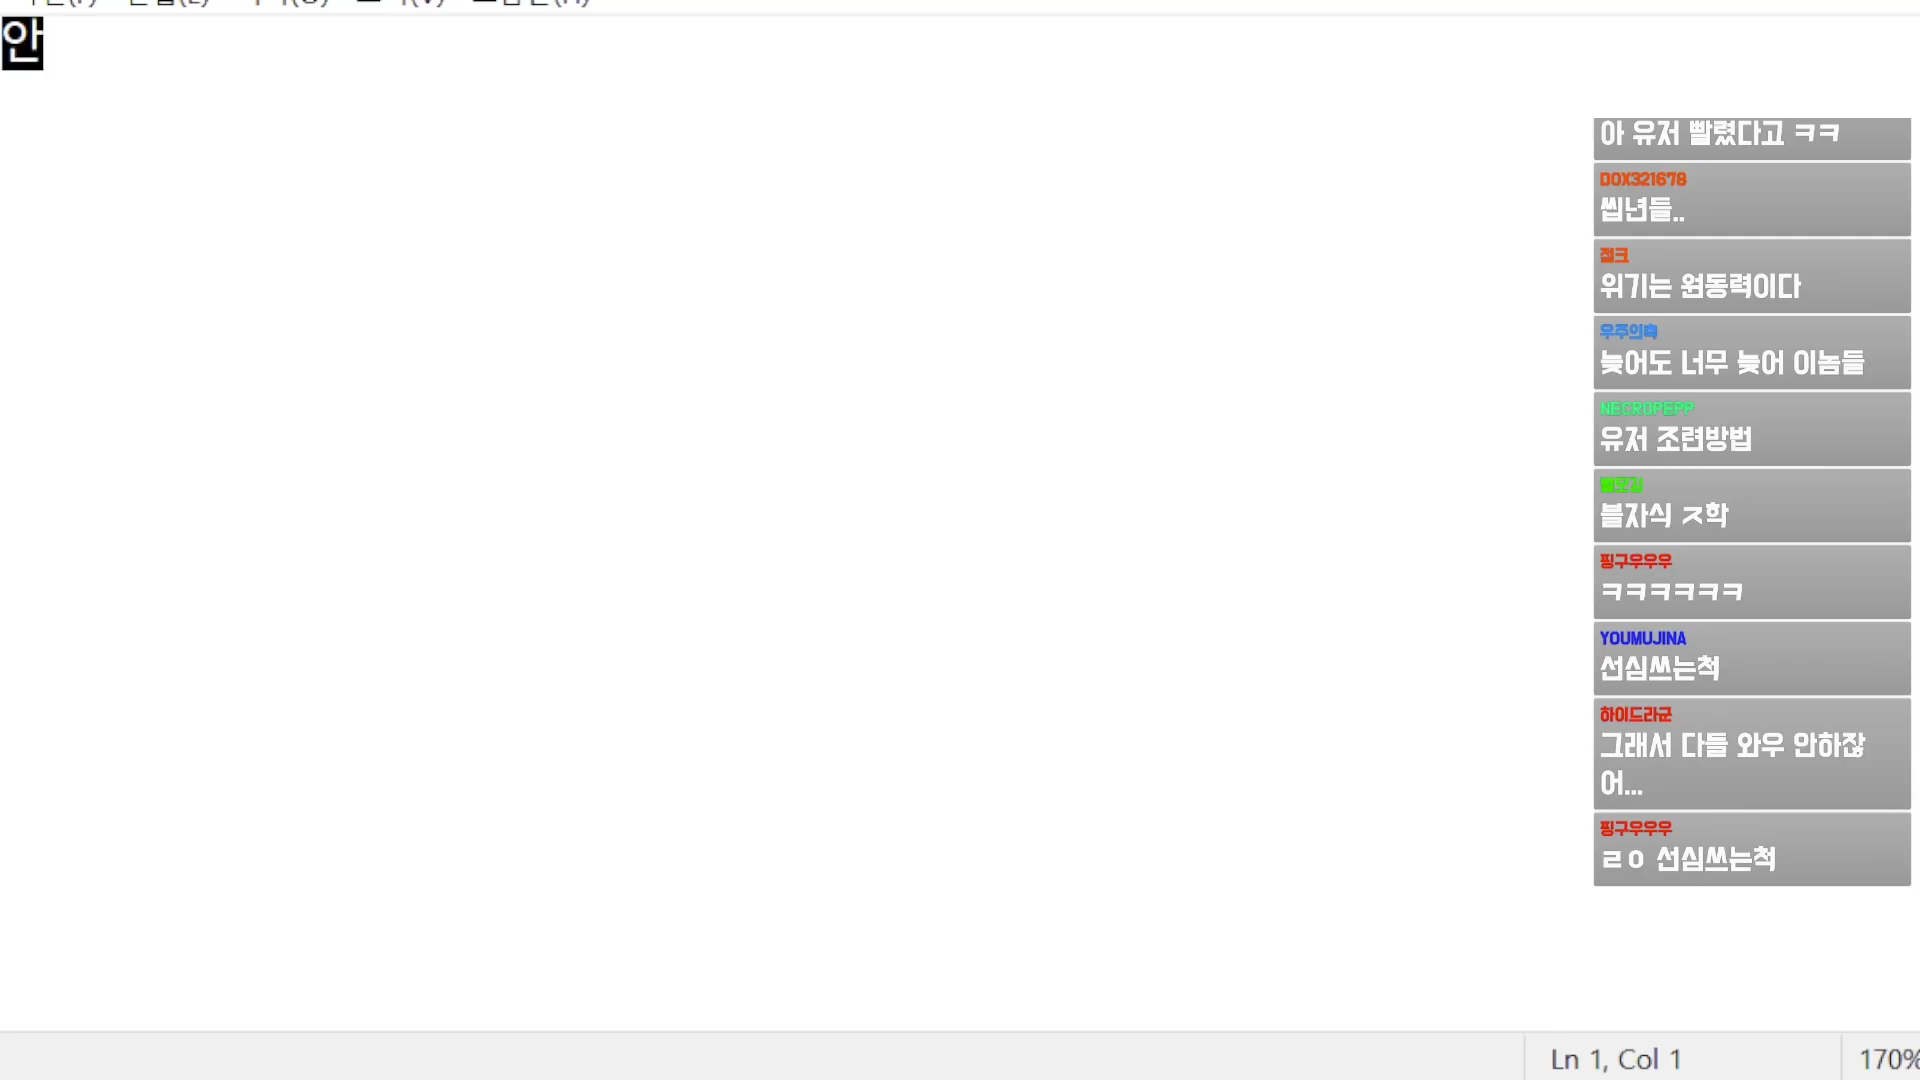 안
아 유저 빨렸다고 ㅋㅋ
DOX321678
씹년들..
위기는 원동력이다
우주의측
늦어도 너무 늦어 이놈들
NECROPEPP
유저 조련방법
블자식 ㅈ학
핑구우우우
ㅋㅋㅋㅋㅋㅋ
YOUMUJINA
선심쓰는척
하이드라군
그래서 다들 와우 안하잖
어...
핑구우우우
ㄹㅇ 선심쓰는척
Ln 1, Col 1
170%